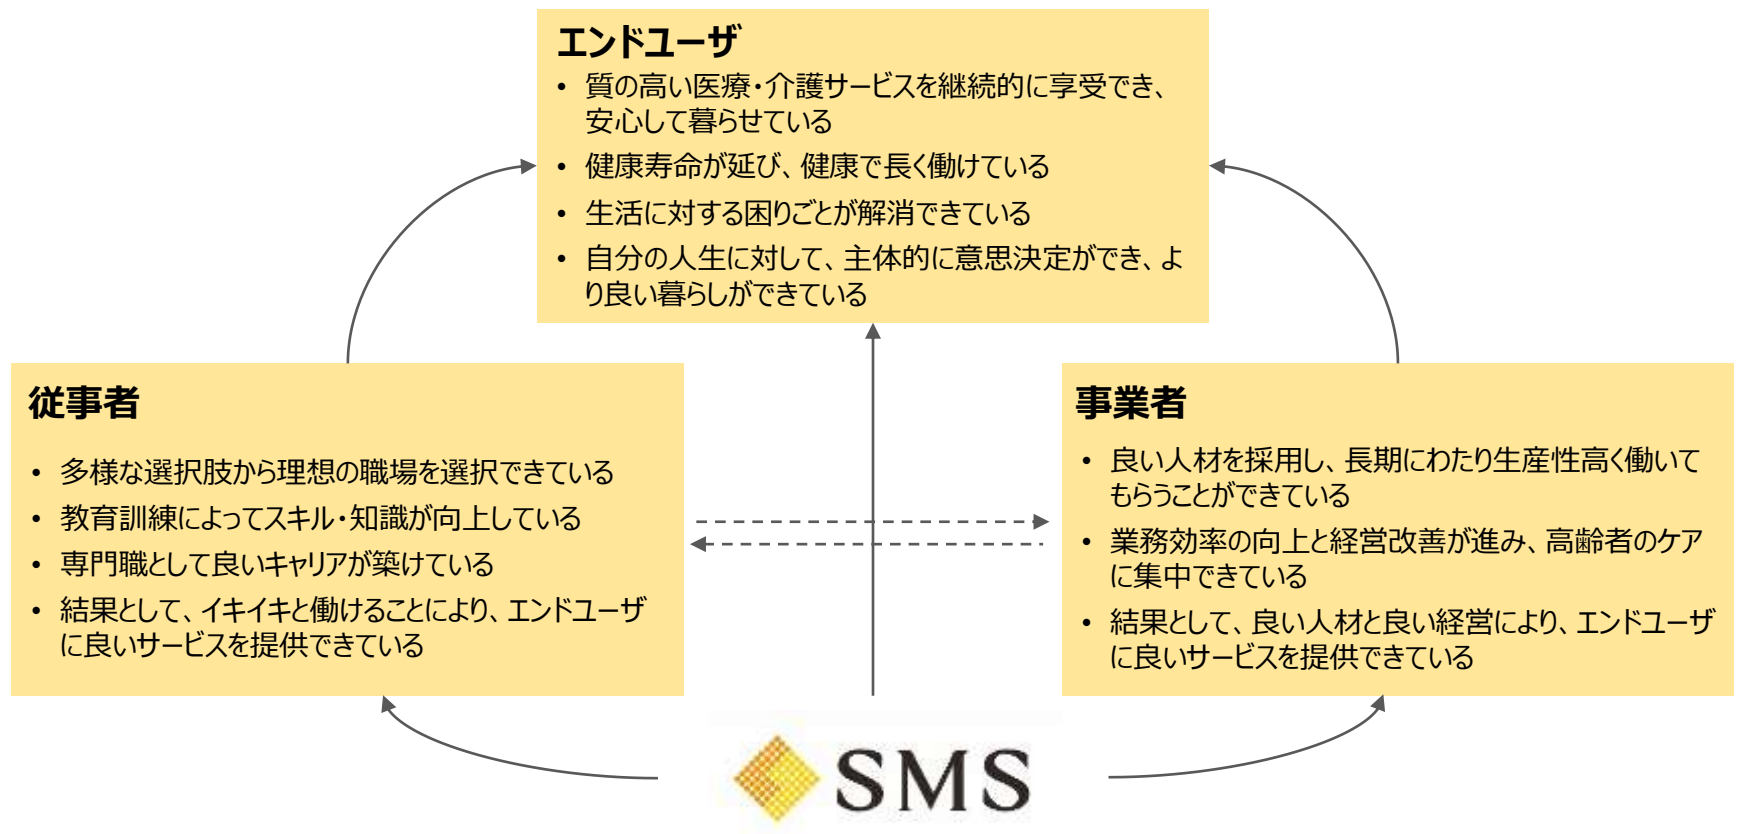 エンドユーザ
• 質の高い医療・介護サービスを継続的に享受でき、
安心して暮らせている
• 健康寿命が延び、健康で長く働けている
• 生活に対する困りごとが解消できている
• 自分の人生に対して、主体的に意思決定ができ、よ
り良い暮らしができている
従事者
• 多様な選択肢から理想の職場を選択できている
• 教育訓練によってスキル・知識が向上している
• 専門職として良いキャリアが築けている
• 結果として、イキイキと働けることにより、エンドユーザ
に良いサービスを提供できている
事業者
• 良い人材を採用し、長期にわたり生産性高く働いて
もらうことができている
• 業務効率の向上と経営改善が進み、高齢者のケア
に集中できている
• 結果として、良い人材と良い経営により、エンドユーザ
に良いサービスを提供できている
SMS